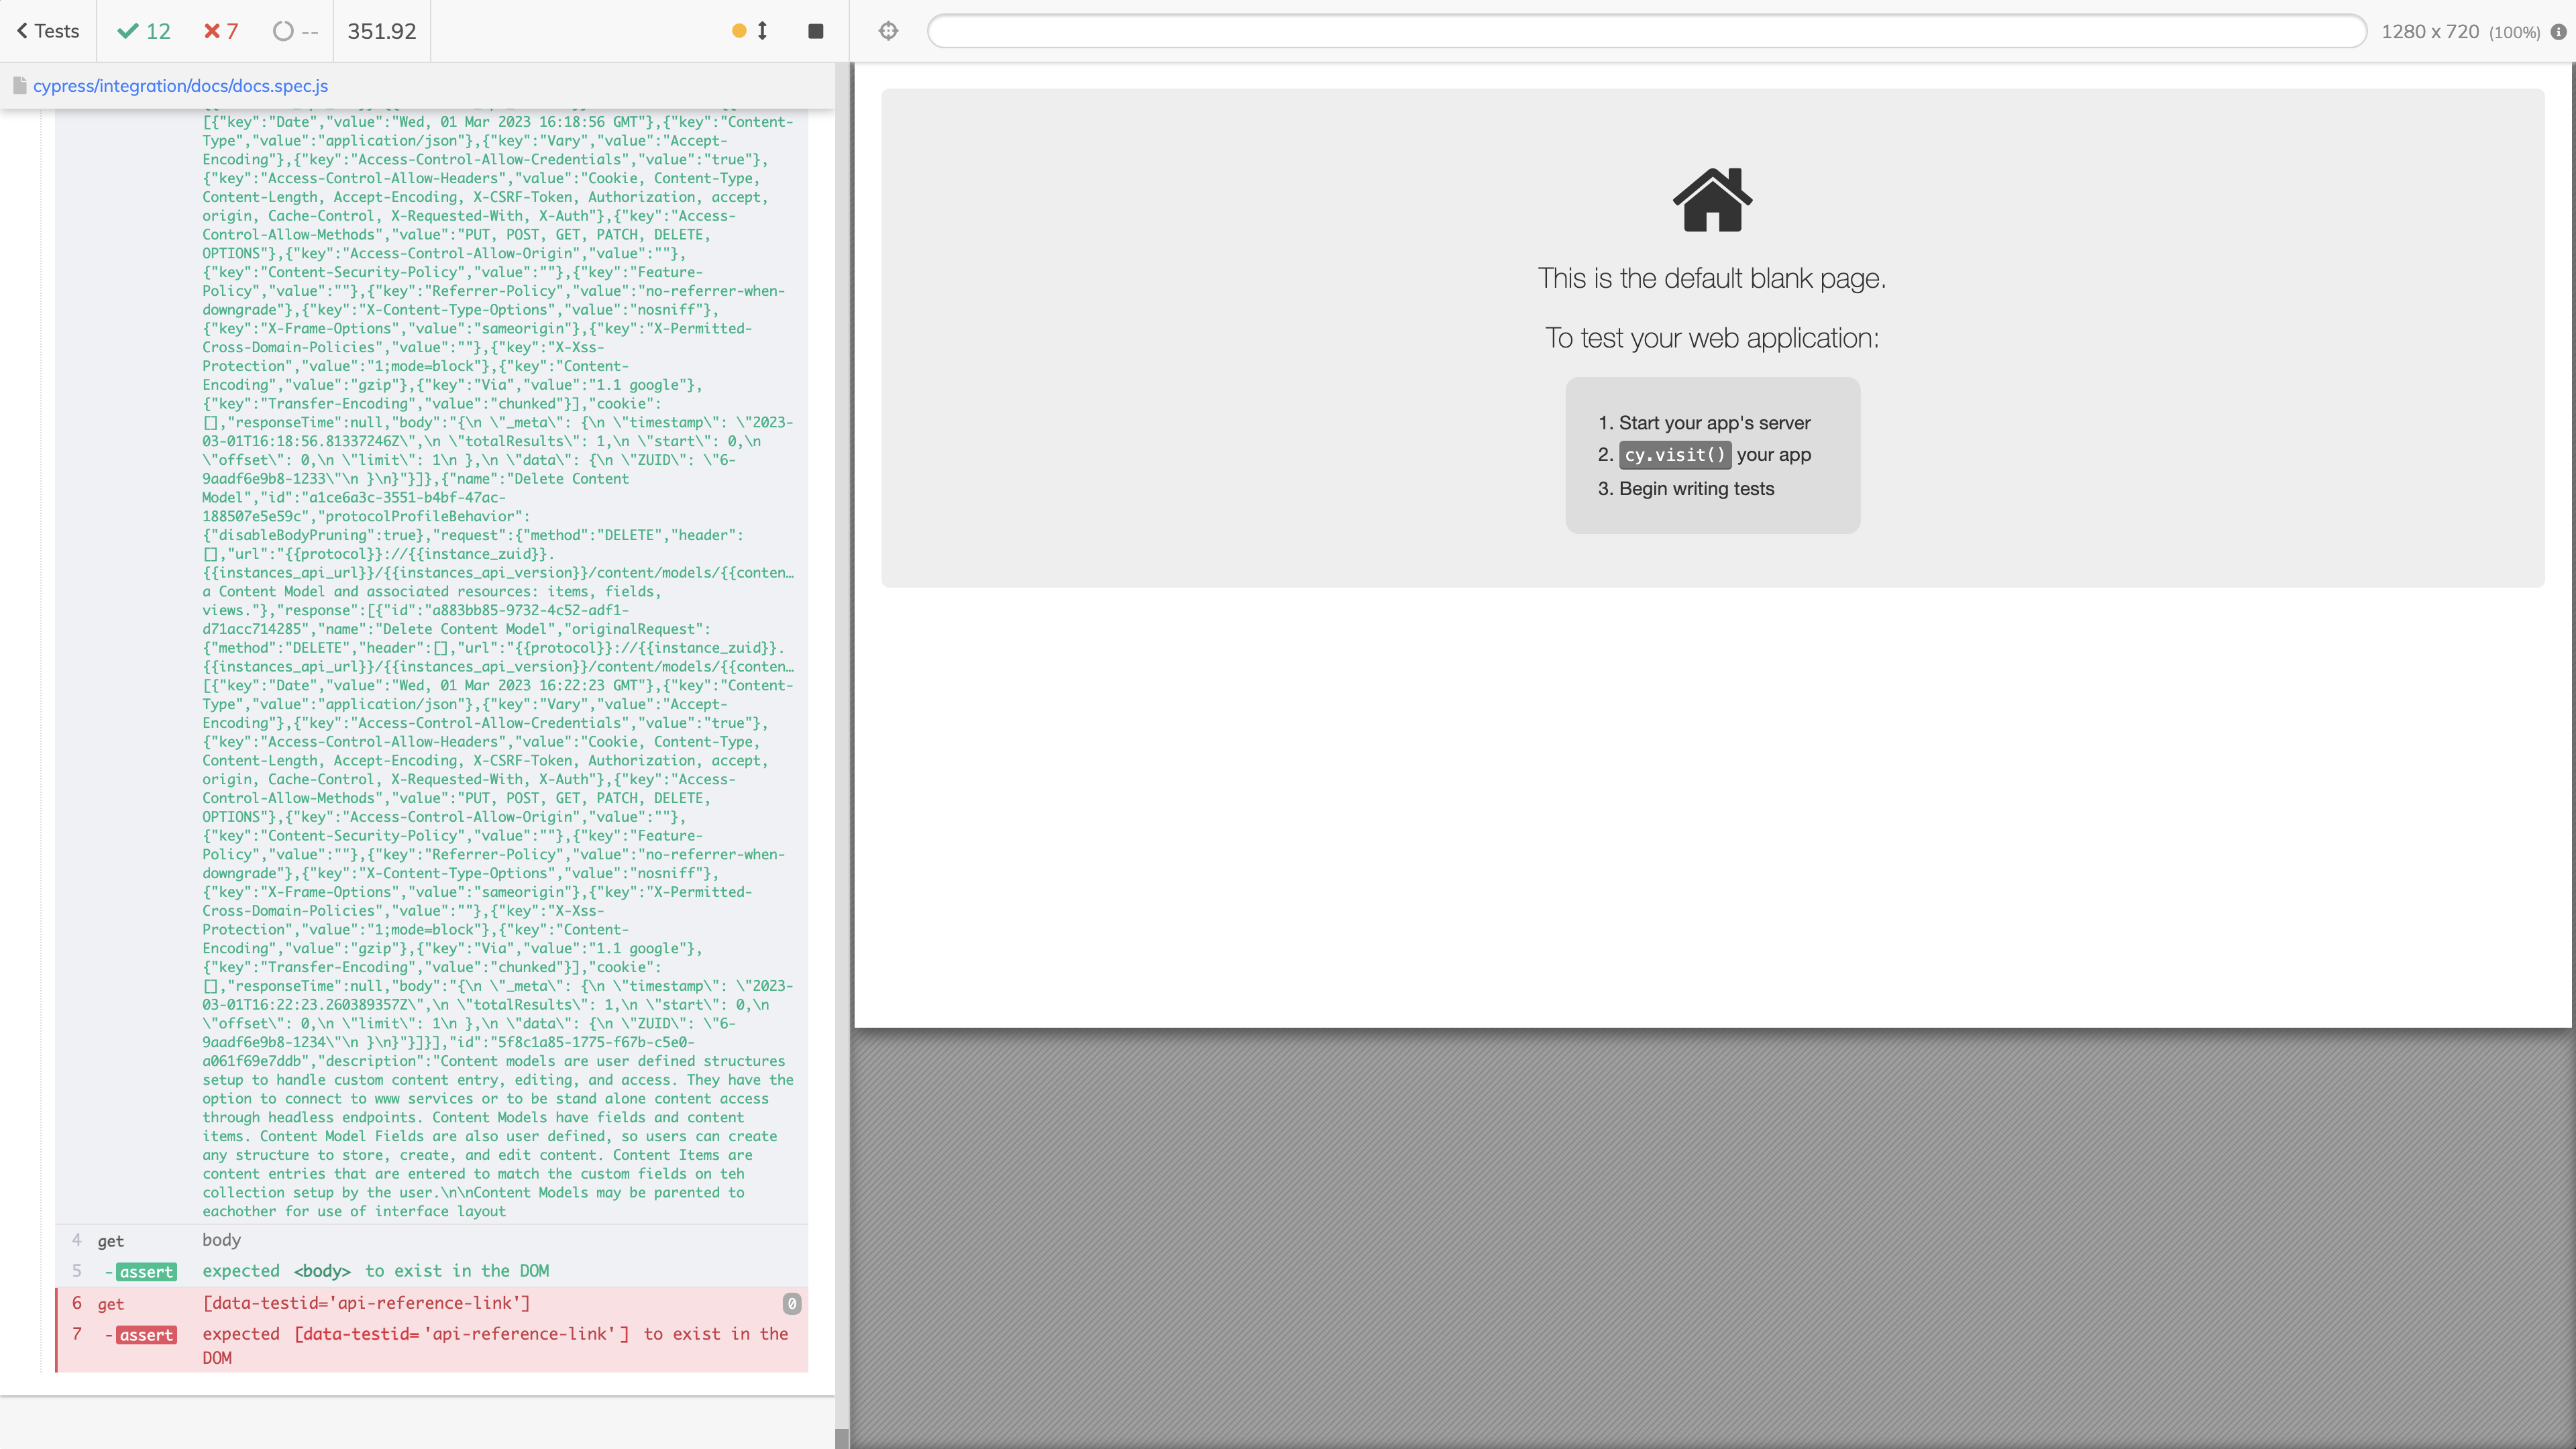 Tests
12
7
--
351.92
1280 x 720 (100%)
cypress/integration/docs/docs.spec.js
[{"key":"Date","value":"Wed, 01 Mar 2023 16:18:56 GMT"},{"key":"Content-
Type","value":"application/json"},{"key":"Vary","value":"Accept-
Encoding"},{"key":"Access-Control-Allow-Credentials","value":"true"},
{"key":"Access-Control-Allow-Headers","value":"Cookie, Content-Type,
Content-Length, Accept-Encoding, X-CSRF-Token, Authorization, accept,
origin, Cache-Control, X-Requested-With, X-Auth"},{"key":"Access-
Control-Allow-Methods","value":"PUT, POST, GET, PATCH, DELETE,
OPTIONS"},{"key":"Access-Control-Allow-Origin","value":""},
{"key":"Content-Security-Policy","value":""},{"key":"Feature-
Policy","value":""},{"key":"Referrer-Policy","value":"no-referrer-when-
downgrade"},{"key":"X-Content-Type-Options","value":"nosniff"},
{"key":"X-Frame-Options","value":"sameorigin"},{"key":"X-Permitted-
Cross-Domain-Policies","value":""},{"key":"X-Xss-
Protection","value":"1;mode=block"},{"key":"Content-
Encoding","value":"gzip"},{"key":"Via","value":"1.1 google"},
{"key":"Transfer-Encoding","value":"chunked"}],"cookie":
[],"responseTime":null,"body":"{\n \"_meta\": {\n \"timestamp\": \"2023-
03-01T16:18:56.81337246Z\",\n \"totalResults\": 1,\n \"start\": 0,\n
\"offset\": 0,\n \"limit\": 1\n },\n \"data\": {\n \"ZUID\": \"6-
9aadf6e9b8-1233\"\n }\n}"}]},{"name":"Delete Content
Model","id":"a1ce6a3c-3551-b4bf-47ac-
188507e5e59c","protocolProfileBehavior":
{"disableBodyPruning":true},"request":{"method":"DELETE","header":
[],"url":"{{protocol}}://{{instance_zuid}}.
{{instances_api_url}}/{{instances_api_version}}/content/models/{{conten…
a Content Model and associated resources: items, fields,
views."},"response":[{"id":"a883bb85-9732-4c52-adf1-
d71acc714285","name":"Delete Content Model","originalRequest":
{"method":"DELETE","header":[],"url":"{{protocol}}://{{instance_zuid}}.
{{instances_api_url}}/{{instances_api_version}}/content/models/{{conten…
[{"key":"Date","value":"Wed, 01 Mar 2023 16:22:23 GMT"},{"key":"Content-
Type","value":"application/json"},{"key":"Vary","value":"Accept-
Encoding"},{"key":"Access-Control-Allow-Credentials","value":"true"},
{"key":"Access-Control-Allow-Headers","value":"Cookie, Content-Type,
Content-Length, Accept-Encoding, X-CSRF-Token, Authorization, accept,
origin, Cache-Control, X-Requested-With, X-Auth"},{"key":"Access-
Control-Allow-Methods","value":"PUT, POST, GET, PATCH, DELETE,
OPTIONS"},{"key":"Access-Control-Allow-Origin","value":""},
{"key":"Content-Security-Policy","value":""},{"key":"Feature-
Policy","value":""},{"key":"Referrer-Policy","value":"no-referrer-when-
downgrade"},{"key":"X-Content-Type-Options","value":"nosniff"},
{"key":"X-Frame-Options","value":"sameorigin"},{"key":"X-Permitted-
Cross-Domain-Policies","value":""},{"key":"X-Xss-
Protection","value":"1;mode=block"},{"key":"Content-
Encoding","value":"gzip"},{"key":"Via","value":"1.1 google"},
{"key":"Transfer-Encoding","value":"chunked"}],"cookie":
[],"responseTime":null,"body":"{\n \"_meta\": {\n \"timestamp\": \"2023-
03-01T16:22:23.260389357Z\",\n \"totalResults\": 1,\n \"start\": 0,\n
\"offset\": 0,\n \"limit\": 1\n },\n \"data\": {\n \"ZUID\": \"6-
9aadf6e9b8-1234\"\n }\n}"}]}],"id":"5f8c1a85-1775-f67b-c5e0-
a061f69e7ddb","description":"Content models are user defined structures
setup to handle custom content entry, editing, and access. They have the
option to connect to www services or to be stand alone content access
through headless endpoints. Content Models have fields and content
items. Content Model Fields are also user defined, so users can create
any structure to store, create, and edit content. Content Items are
content entries that are entered to match the custom fields on teh
collection setup by the user.\n\nContent Models may be parented to
eachother for use of interface layout
4 get body
5 - assert expected <body> to exist in the DOM
6 get [data-testid='api-reference-link'] 0
7 - assert expected [data-testid='api-reference-link'] to exist in the
DOM
This is the default blank page.
To test your web application:
1. Start your app's server
2. cy.visit() your app
3. Begin writing tests